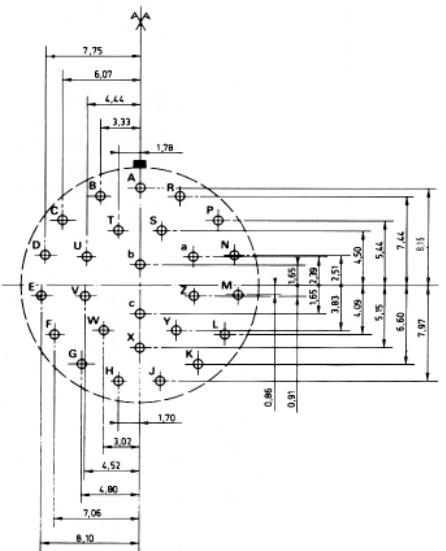 A A
7,75
6,07
4,44
3,33
1,78
A
B R
C P
T S
D U b a N
E V Z M
c
F W Y L
X
G K
H J
1,65 2,39 2,51 4,50 5,44 7,44 8,15
1,65 3,83 4,09 5,15 6,60 7,97
0,86 0,91
1,70
3,02
4,52
4,80
7,06
8,10